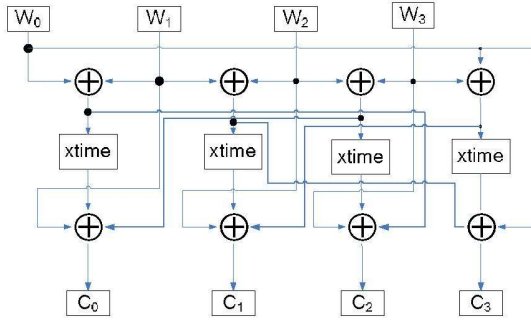 W₀ W₁ W₂ W₃
xtime xtime xtime xtime
C₀ C₁ C₂ C₃